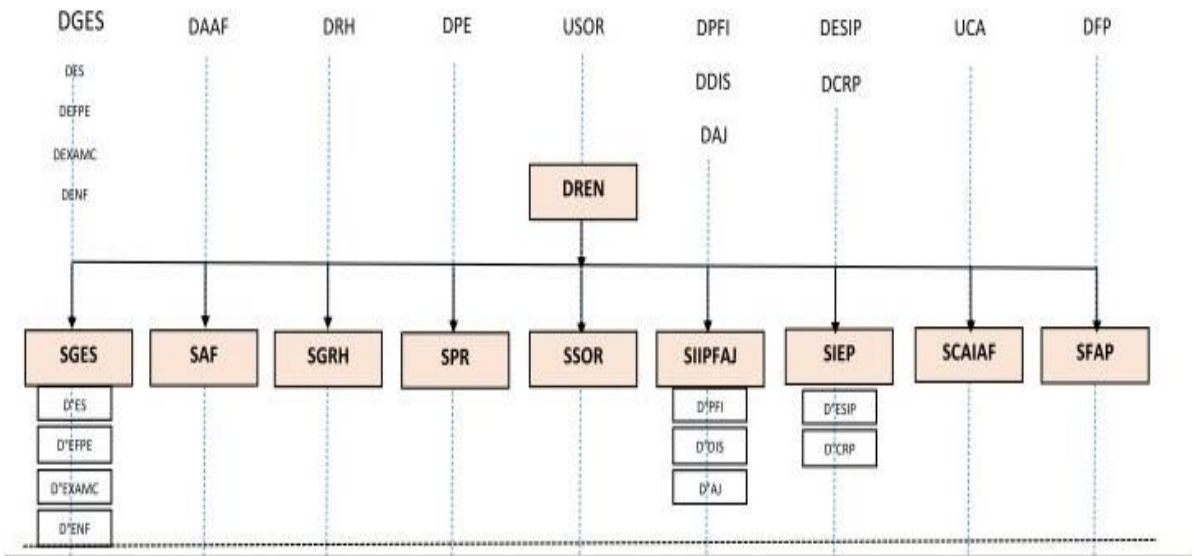 DGES DAAF DRH DPE USOR DPFI DESIP UCA DFP
DES DDIS DCRP
DEFPE
DEXAMC DAJ
DENF
DREN
SGES SAF SGRH SPR SSOR SIIPFAJ SIEP SCAIAF SFAP
D°ES D°PFI D°ESIP
D°EFPE D°DIS D°CRP
D°EXAMC D°AJ
D°ENF